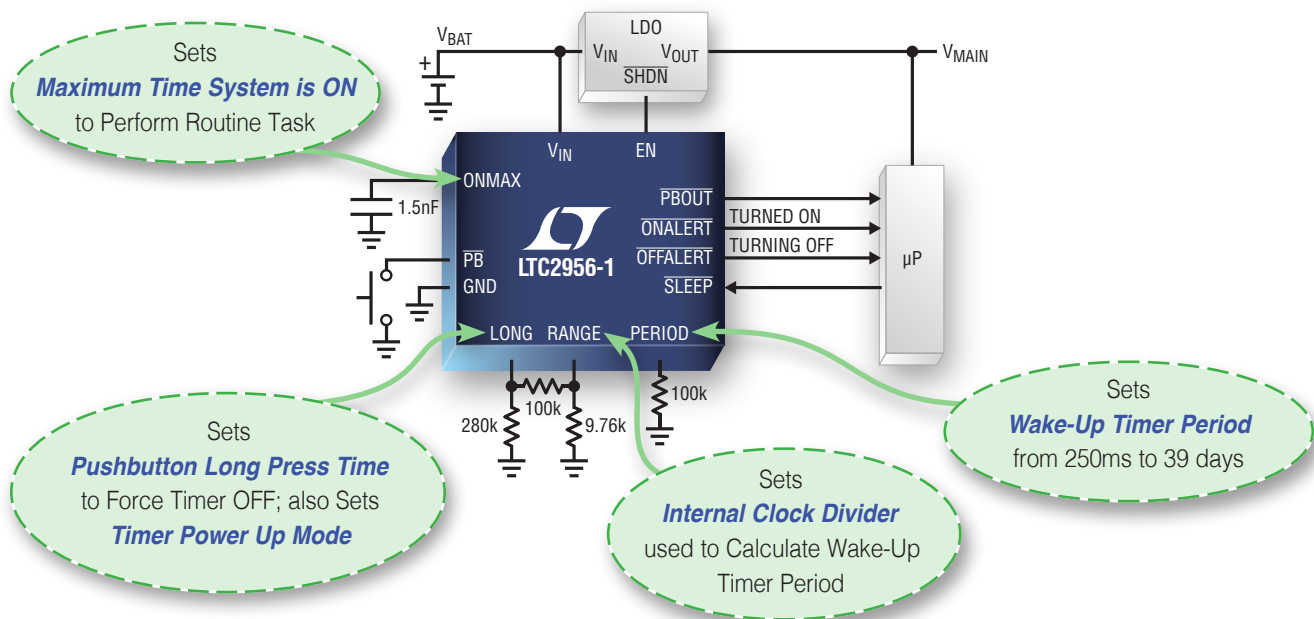 Sets
Maximum Time System is ON
to Perform Routine Task
VBAT
+
LDO
VIN
VOUT
SHDN
VMAIN
VIN
EN
ONMAX
1.5nF
PB
GND
LTC2956-1
PBOUT
ONALERT
OFFALERT
SLEEP
TURNED ON
TURNING OFF
µP
LONG
RANGE
PERIOD
280k
100k
9.76k
100k
Sets
Pushbutton Long Press Time
to Force Timer OFF; also Sets
Timer Power Up Mode
Sets
Internal Clock Divider
used to Calculate Wake-Up
Timer Period
Sets
Wake-Up Timer Period
from 250ms to 39 days